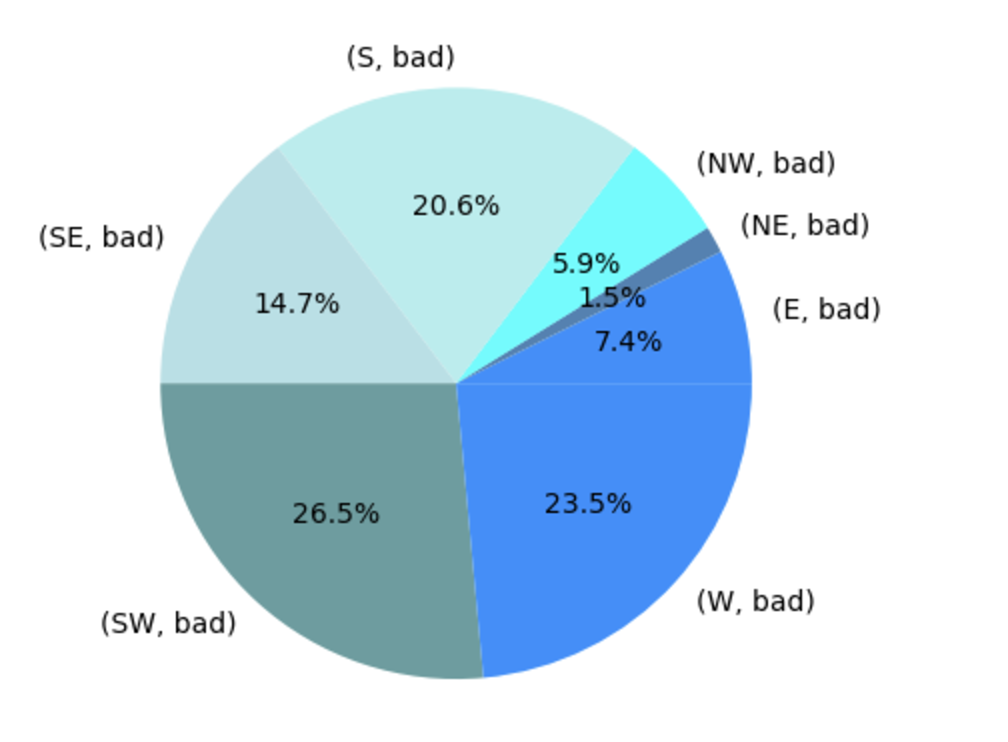 (S, bad)
(NW, bad)
20.6%
(NE, bad)
(SE, bad)
5.9%
1.5%
14.7%
(E, bad)
7.4%
23.5%
26.5%
(W, bad)
(SW, bad)